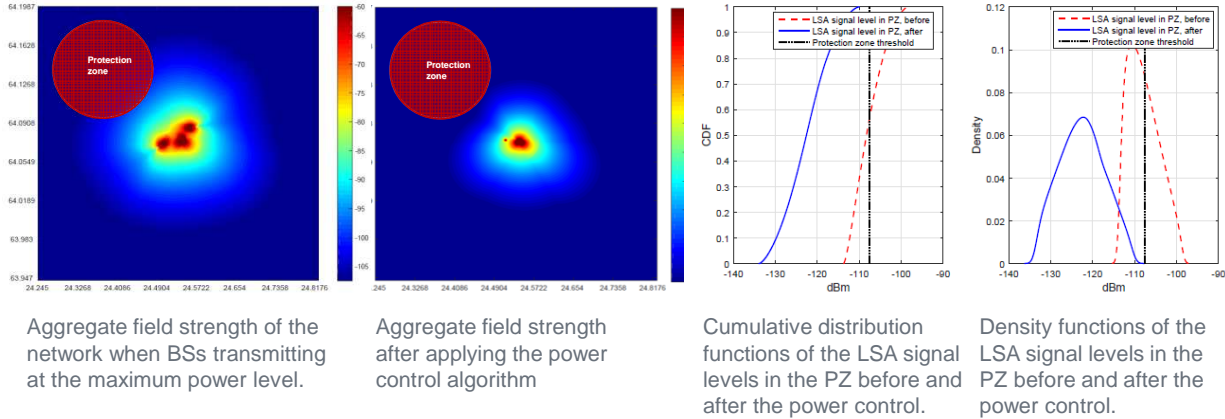 64.1987
64.1628
64.1268
64.0908
64.0549
64.0189
63.983
63.947
24.245 24.3268 24.4086 24.4904 24.5722 24.654 24.7358 24.8176
Protection
zone
-60
-65
-70
-75
-80
-85
-90
-95
-100
-105
Protection
zone
.245 24.3268 24.4086 24.4904 24.5722 24.654 24.7358 24.8176
LSA signal level in PZ, before
LSA signal level in PZ, after
Protection zone threshold
CDF
1
0.9
0.8
0.7
0.6
0.5
0.4
0.3
0.2
0.1
0
-140 -130 -120 -110 -100 -90
dBm
LSA signal level in PZ, before
LSA signal level in PZ, after
Protection zone threshold
Density
0.12
0.1
0.08
0.06
0.04
0.02
0
-140 -130 -120 -110 -100 -90
dBm
Aggregate field strength of the
network when BSs transmitting
at the maximum power level.
Aggregate field strength
after applying the power
control algorithm
Cumulative distribution
functions of the LSA signal
levels in the PZ before and
after the power control.
Density functions of the
LSA signal levels in the
PZ before and after the
power control.